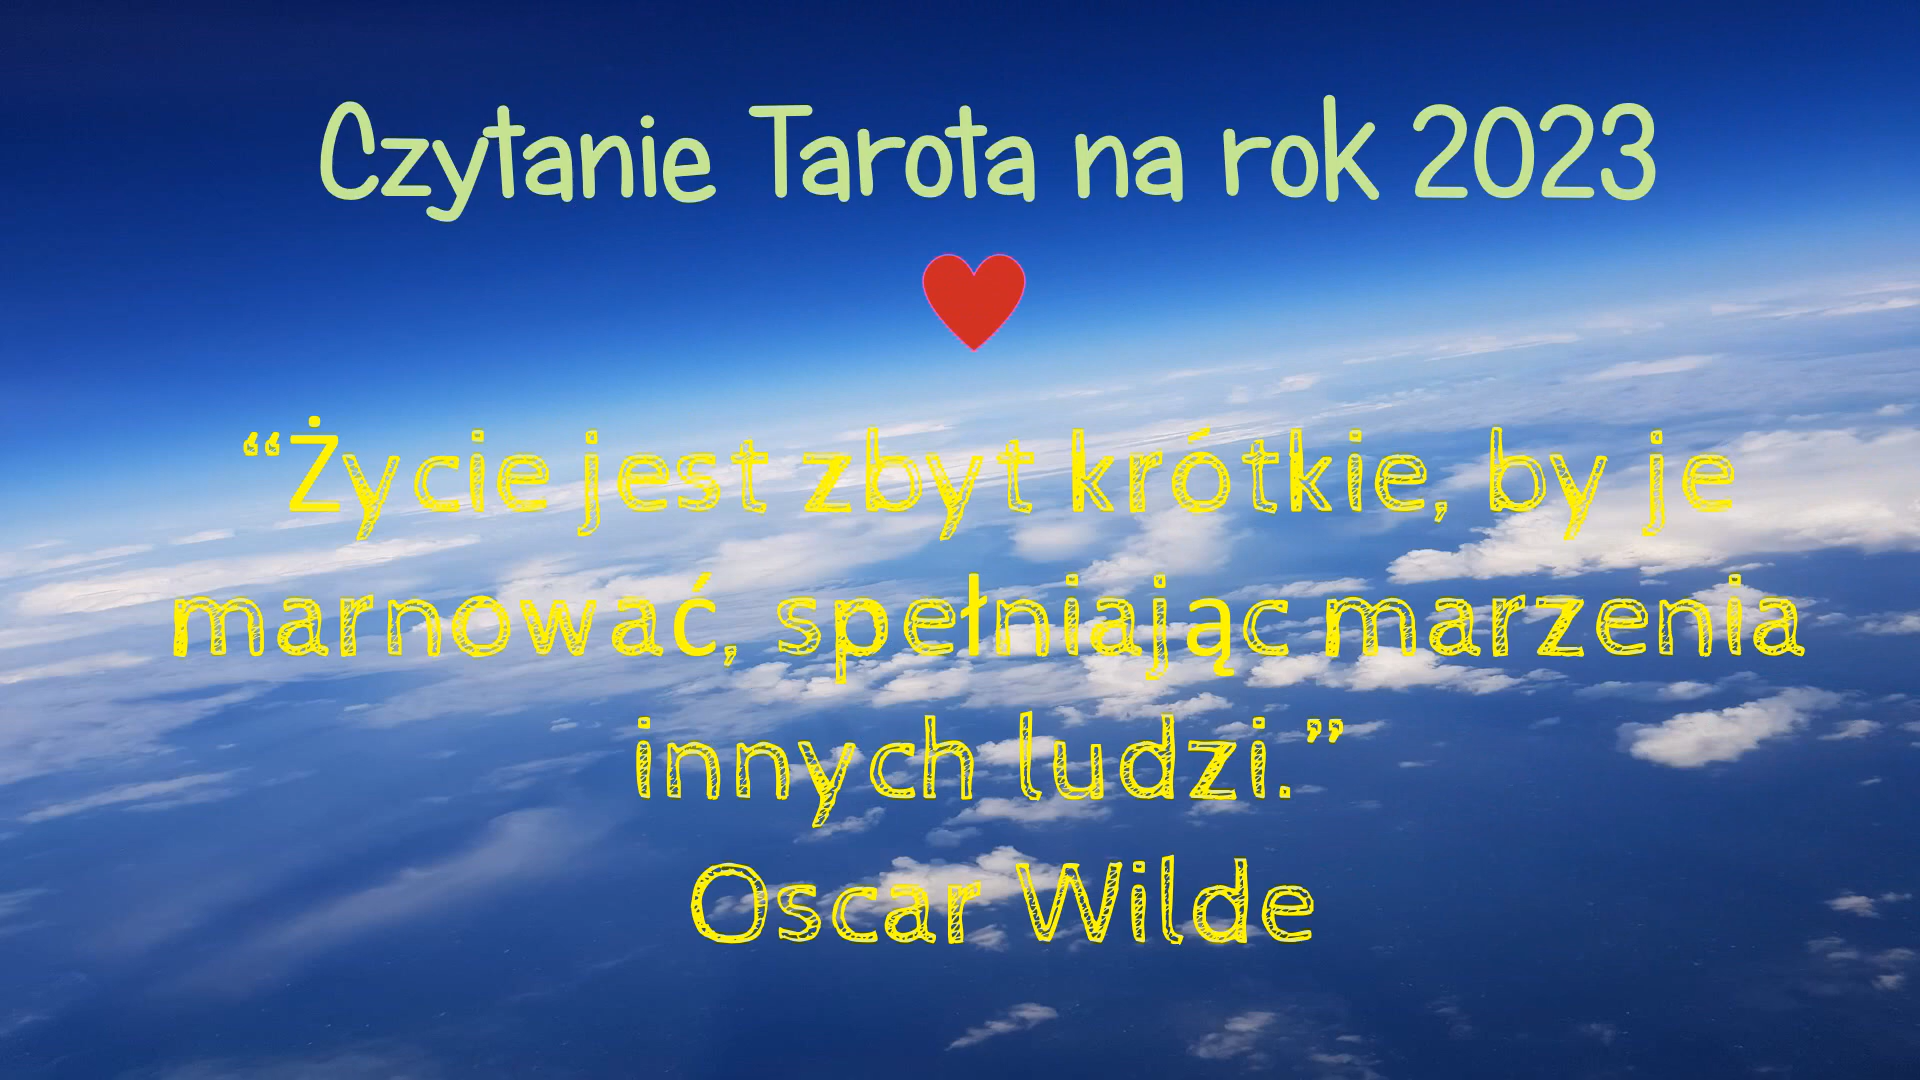 Czytanie Tarota na rok 2023
“Życie jest zbyt krótkie, by je
marnować, spełniając marzenia
innych ludzi.”
Oscar Wilde